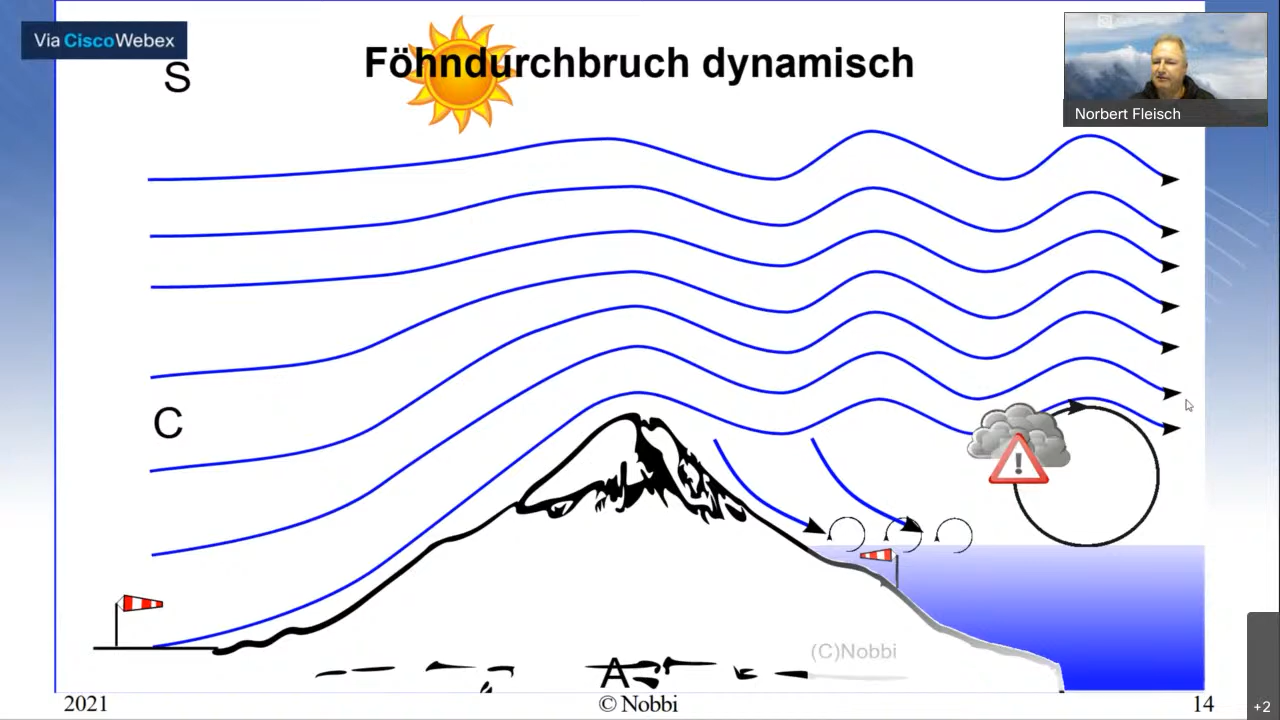 Via CiscoWebex
Föhndurchbruch dynamisch
S
Norbert Fleisch
C
!
(C)Nobbi
A
2021
© Nobbi
14
+2